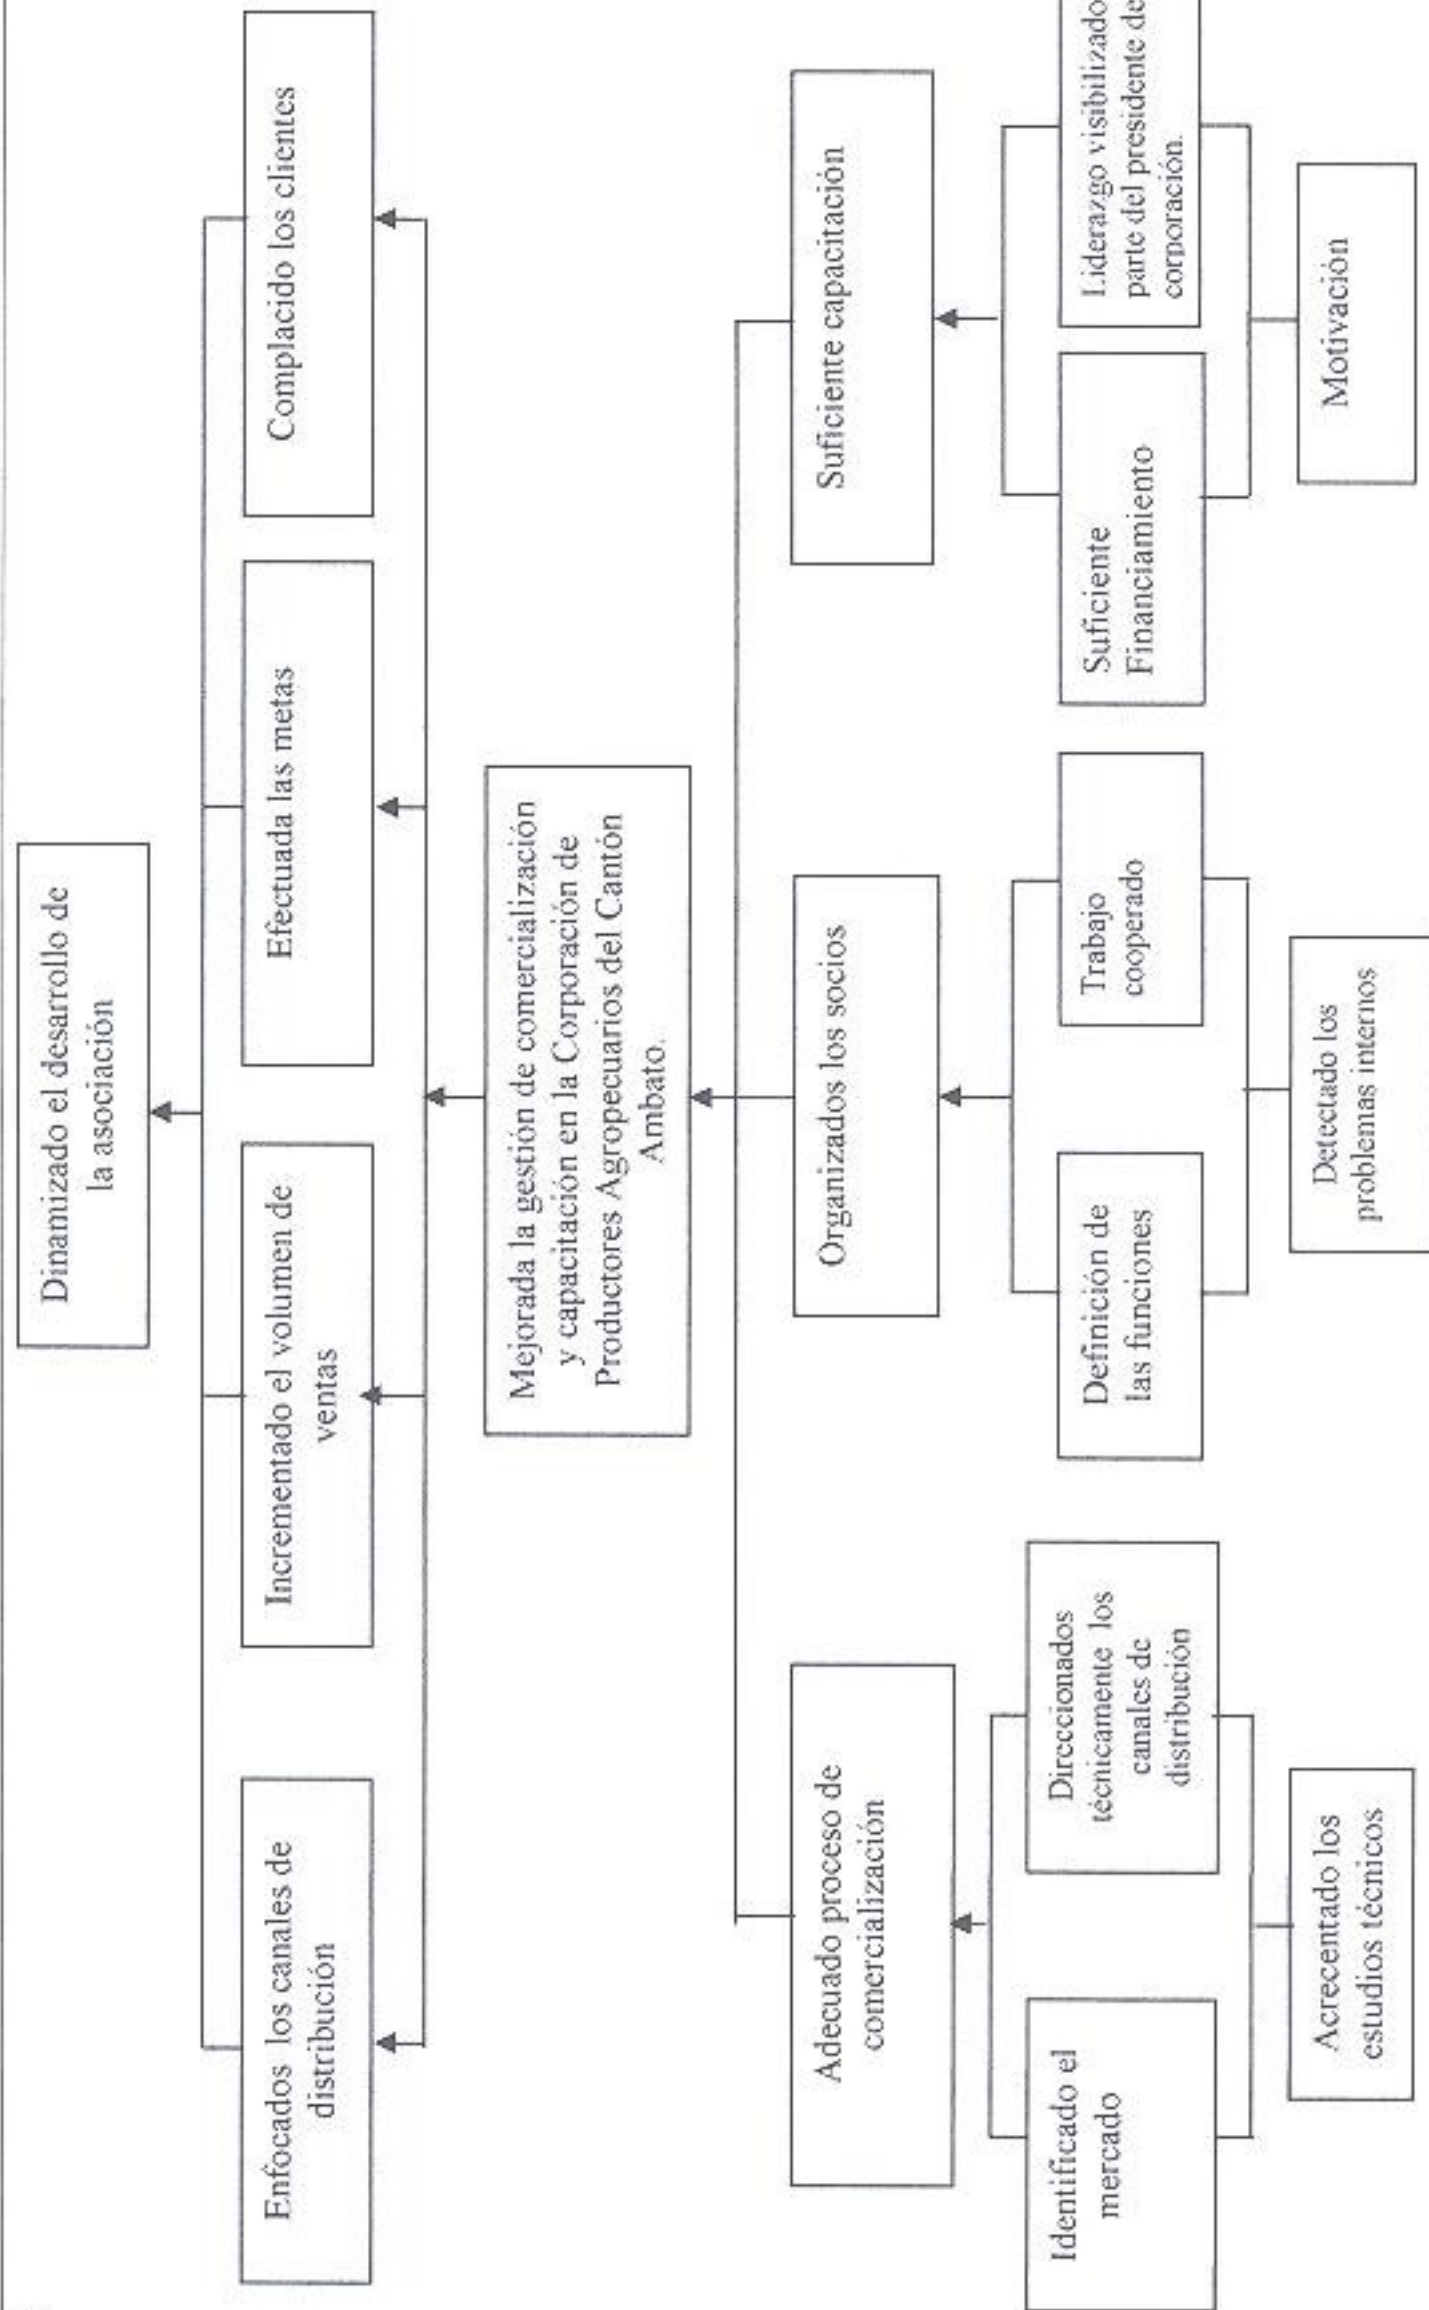 Dinamizado el desarrollo de
la asociación
Enfocados los canales de
distribución
Incrementado el volumen de
ventas
Efectuada las metas
Complacido los clientes
Mejorada la gestión de comercialización
y capacitación en la Corporación de
Productores Agropecuarios del Cantón
Ambato.
Adecuado proceso de
comercialización
Organizados los socios
Suficiente capacitación
Identificado el
mercado
Direccionados
técnicamente los
canales de
distribución
Definición de
las funciones
Trabajo
cooperado
Suficiente
Financiamiento
Liderazgo visibilizado
parte del presidente de
corporación.
Acrecentado los
estudios técnicos
Detectado los
problemas internos
Motivación